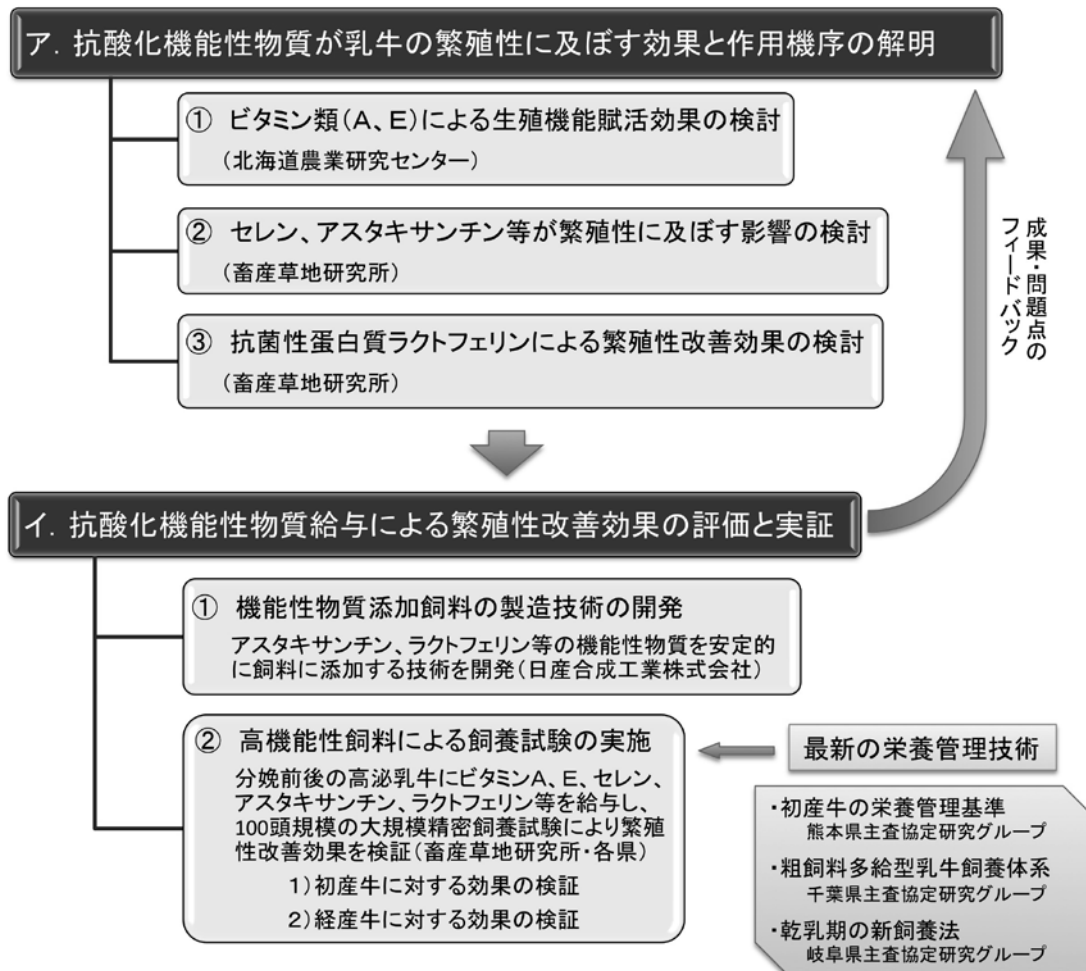 ア．抗酸化機能性物質が乳牛の繁殖性に及ぼす効果と作用機序の解明
① ビタミン類（A、E）による生殖機能賦活効果の検討
（北海道農業研究センター）
② セレン、アスタキサンチン等が繁殖性に及ぼす影響の検討
（畜産草地研究所）
③ 抗菌性蛋白質ラクトフェリンによる繁殖性改善効果の検討
（畜産草地研究所）
成果・問題点の
フィードバック
イ．抗酸化機能性物質給与による繁殖性改善効果の評価と実証
① 機能性物質添加飼料の製造技術の開発
アスタキサンチン、ラクトフェリン等の機能性物質を安定的
に飼料に添加する技術を開発（日産合成工業株式会社）
② 高機能性飼料による飼養試験の実施
分娩前後の高泌乳牛にビタミンA、E、セレン、
アスタキサンチン、ラクトフェリン等を給与し、
100頭規模の大規模精密飼養試験により繁殖
性改善効果を検証（畜産草地研究所・各県）
1）初産牛に対する効果の検証
2）経産牛に対する効果の検証
最新の栄養管理技術
・初産牛の栄養管理基準
熊本県主査協定研究グループ
・粗飼料多給型乳牛飼養体系
千葉県主査協定研究グループ
・乾乳期の新飼養法
岐阜県主査協定研究グループ